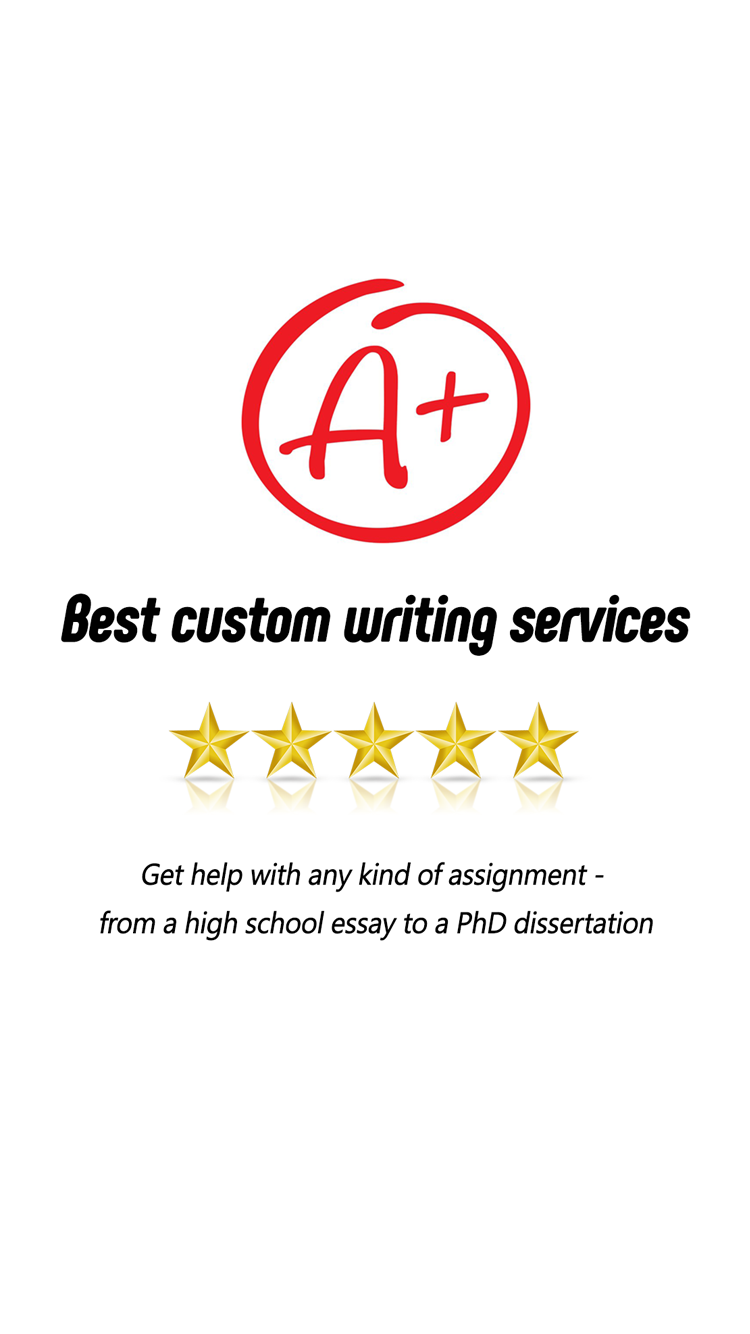 A+
Best custom writing services
Get help with any kind of assignment -
from a high school essay to a PhD dissertation